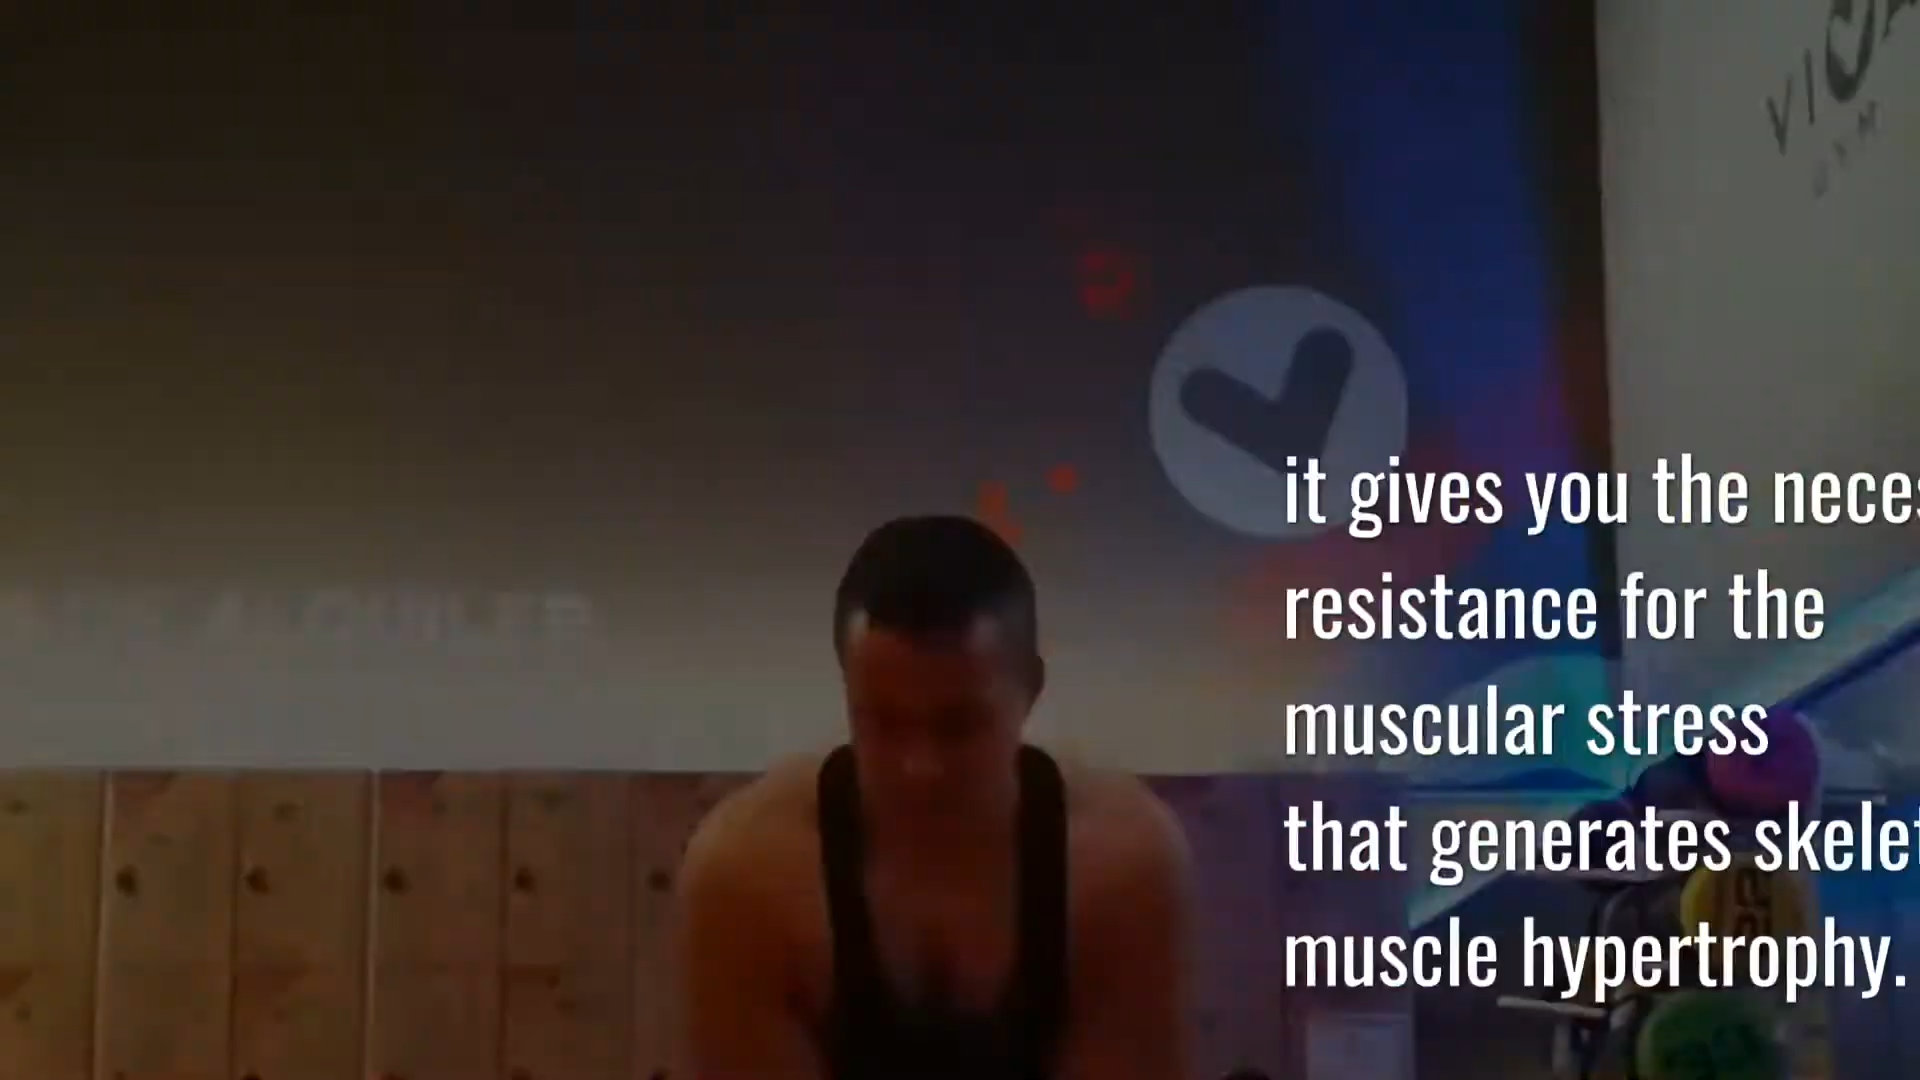 it gives you the neces
resistance for the
muscular stress
that generates skelet
muscle hypertrophy.